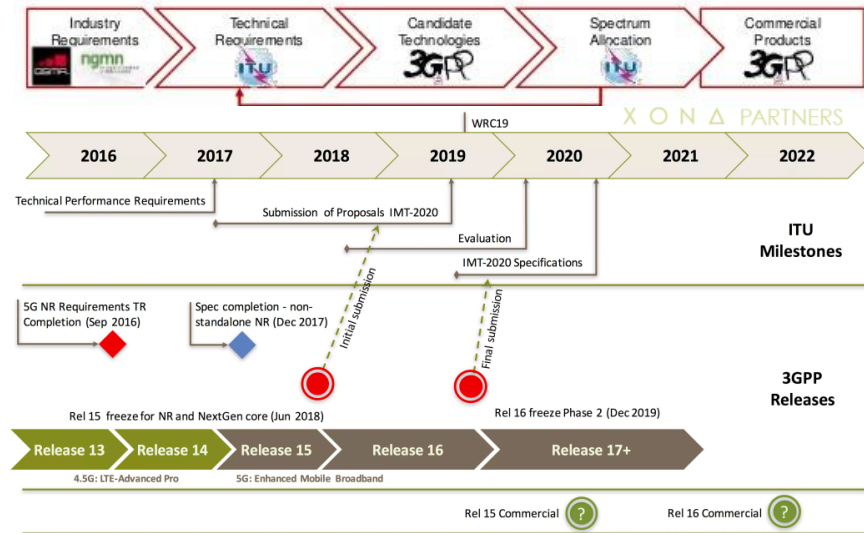 Industry
Requirements
Technical
Requirements
Candidate
Technologies
Spectrum
Allocation
Commercial
Products
GSMA
ngmn
ITU
3GPP
ITU
3GPP
WRC19
XONA PARTNERS
2016
2017
2018
2019
2020
2021
2022
Technical Performance Requirements
Submission of Proposals IMT-2020
Evaluation
IMT-2020 Specifications
ITU
Milestones
5G NR Requirements TR
Completion (Sep 2016)
Spec completion - non-
standalone NR (Dec 2017)
Initial submission
Final submission
3GPP
Releases
Rel 15 freeze for NR and NextGen core (Jun 2018)
Rel 16 freeze Phase 2 (Dec 2019)
Release 13
Release 14
Release 15
Release 16
Release 17+
4.5G: LTE-Advanced Pro
5G: Enhanced Mobile Broadband
Rel 15 Commercial
?
Rel 16 Commercial
?